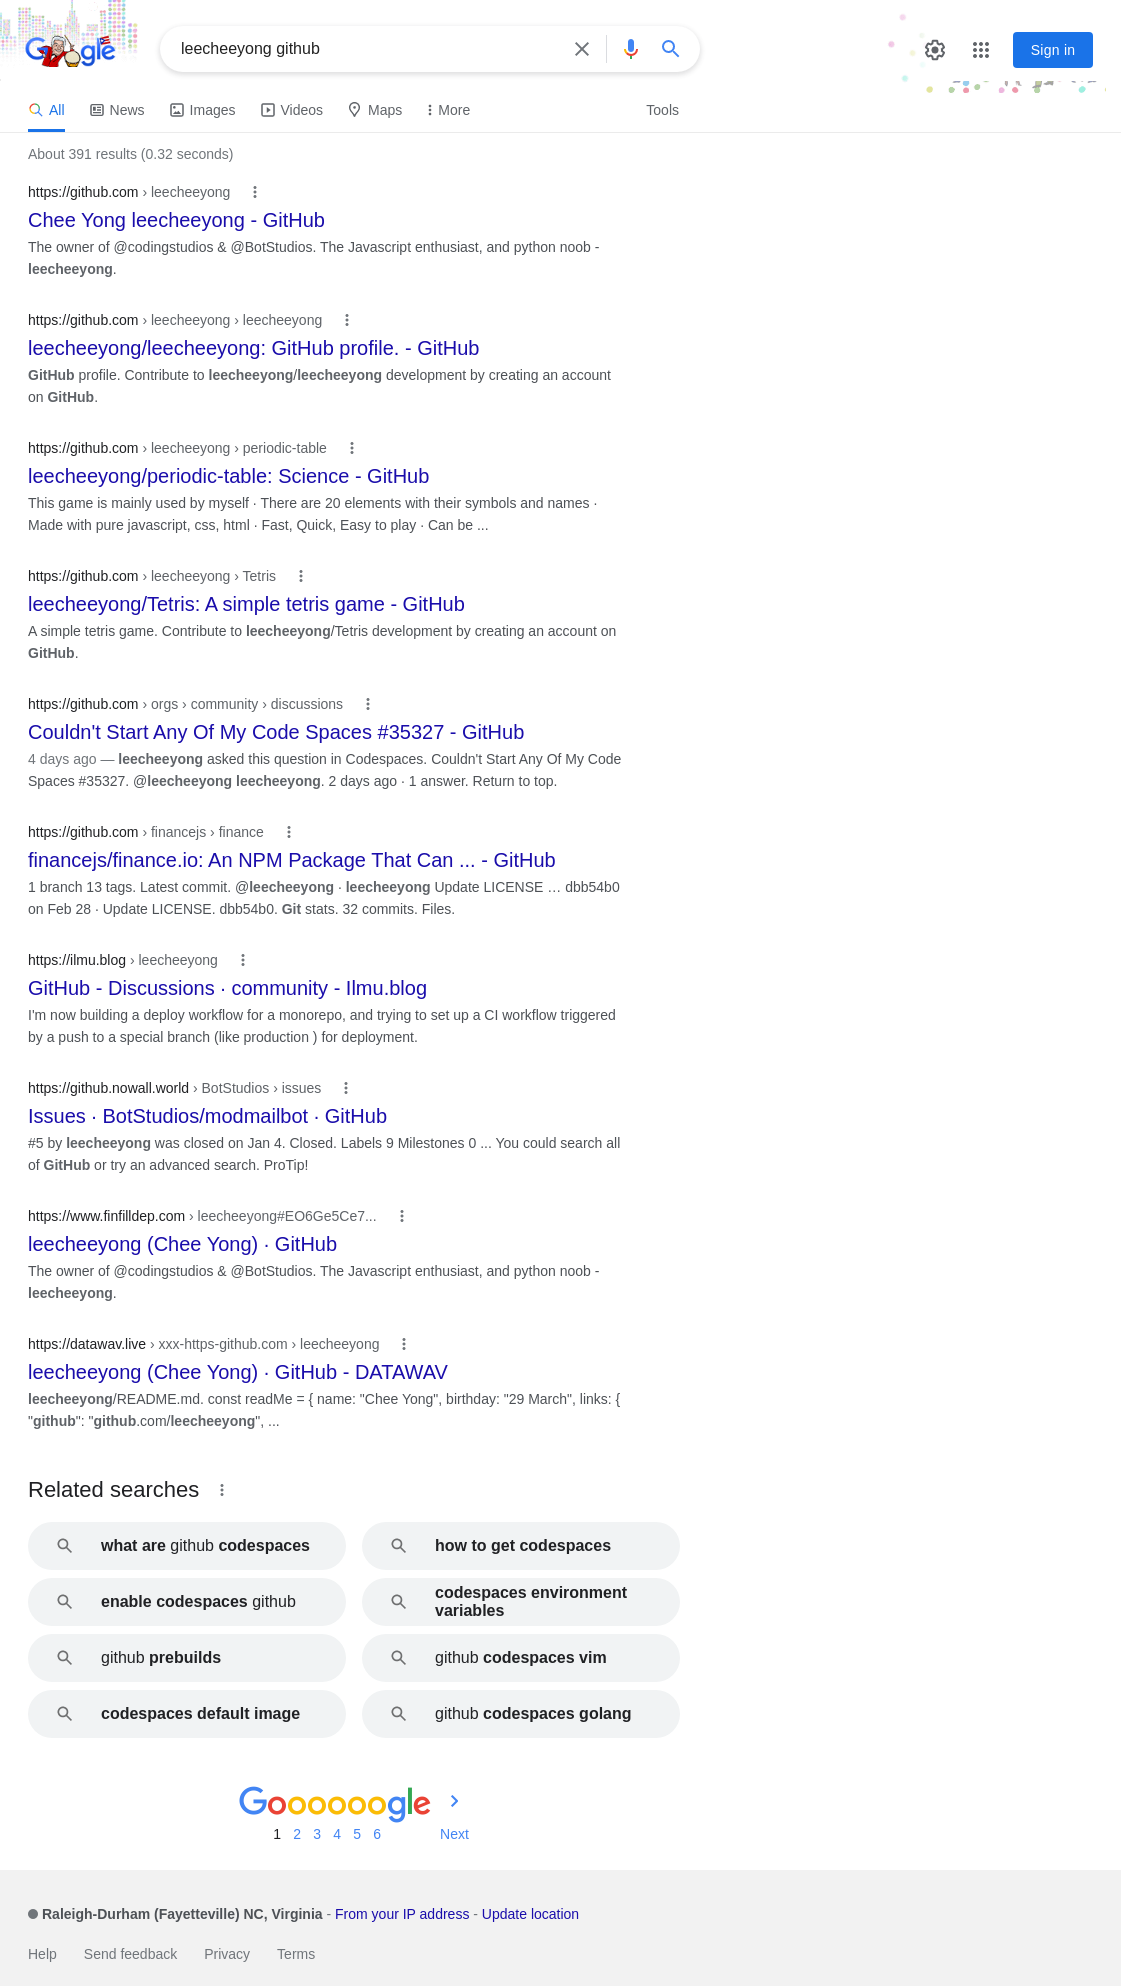 Google
leecheeyong github
Sign in
All
News
Images
Videos
Maps
More
Tools
About 391 results (0.32 seconds)
https://github.com › leecheeyong
Chee Yong leecheeyong - GitHub
The owner of @codingstudios & @BotStudios. The Javascript enthusiast, and python noob -
leecheeyong.
https://github.com › leecheeyong › leecheeyong
leecheeyong/leecheeyong: GitHub profile. - GitHub
GitHub profile. Contribute to leecheeyong/leecheeyong development by creating an account
on GitHub.
https://github.com › leecheeyong › periodic-table
leecheeyong/periodic-table: Science - GitHub
This game is mainly used by myself · There are 20 elements with their symbols and names ·
Made with pure javascript, css, html · Fast, Quick, Easy to play · Can be ...
https://github.com › leecheeyong › Tetris
leecheeyong/Tetris: A simple tetris game - GitHub
A simple tetris game. Contribute to leecheeyong/Tetris development by creating an account on
GitHub.
https://github.com › orgs › community › discussions
Couldn't Start Any Of My Code Spaces #35327 - GitHub
4 days ago — leecheeyong asked this question in Codespaces. Couldn't Start Any Of My Code
Spaces #35327. @leecheeyong leecheeyong. 2 days ago · 1 answer. Return to top.
https://github.com › financejs › finance
financejs/finance.io: An NPM Package That Can ... - GitHub
1 branch 13 tags. Latest commit. @leecheeyong · leecheeyong Update LICENSE … dbb54b0
on Feb 28 · Update LICENSE. dbb54b0. Git stats. 32 commits. Files.
https://ilmu.blog › leecheeyong
GitHub - Discussions · community - Ilmu.blog
I'm now building a deploy workflow for a monorepo, and trying to set up a CI workflow triggered
by a push to a special branch (like production ) for deployment.
https://github.nowall.world › BotStudios › issues
Issues · BotStudios/modmailbot · GitHub
#5 by leecheeyong was closed on Jan 4. Closed. Labels 9 Milestones 0 ... You could search all
of GitHub or try an advanced search. ProTip!
https://www.finfilldep.com › leecheeyong#EO6Ge5Ce7...
leecheeyong (Chee Yong) · GitHub
The owner of @codingstudios & @BotStudios. The Javascript enthusiast, and python noob -
leecheeyong.
https://datawav.live › xxx-https-github.com › leecheeyong
leecheeyong (Chee Yong) · GitHub - DATAWAV
leecheeyong/README.md. const readMe = { name: "Chee Yong", birthday: "29 March", links: {
"github": "github.com/leecheeyong", ...
Related searches
what are github codespaces
how to get codespaces
enable codespaces github
codespaces environment
variables
github prebuilds
github codespaces vim
codespaces default image
github codespaces golang
Goooooogle
1 2 3 4 5 6 Next
Raleigh-Durham (Fayetteville) NC, Virginia - From your IP address - Update location
Help Send feedback Privacy Terms